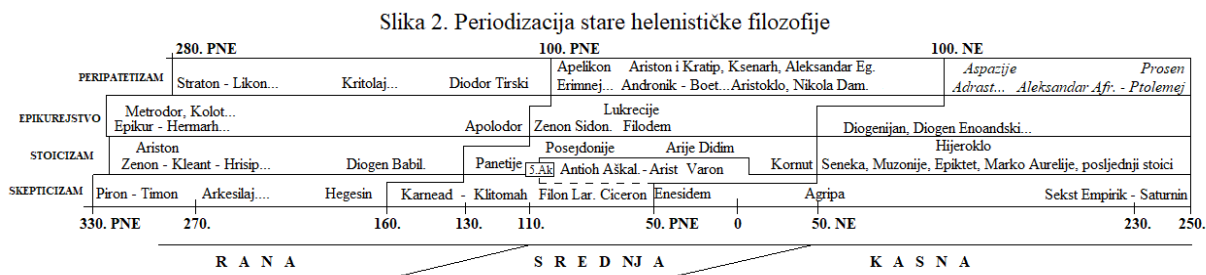 Slika 2. Periodizacija stare helenističke filozofije
280. PNE 100. PNE 100. NE
PERIPATETIZAM
Apelikon Ariston i Kratip, Ksenarh, Aleksandar Eg. Aspazije Prosen
Straton - Likon... Kritolaj... Diodor Tirski Erimnej... Andronik - Boet... Aristoklo, Nikola Dam. Adrast... Aleksandar Afr. - Ptolemej
EPIKUREJSTVO
Metrodor, Kolot... Lukrecije
Epikur - Hermarh... Apolodor Zenon Sidon. Filodem Diogenijan, Diogen Enoandski...
STOICIZAM
Ariston Posejdonije Arije Didim Hijeroklo
Zenon - Kleant - Hrisip... Diogen Babil. Panetije 5.Ak Antioh Aškal. - Arist Varon Kornut Seneka, Muzonije, Epiktet, Marko Aurelije, posljednji stoici
SKEPTICIZAM
Piron - Timon Arkesilaj.... Hegesin Karnead - Klitomah Filon Lar. Ciceron Enesidem Agripa Sekst Empirik - Saturnin
330. PNE 270. 160. 130. 110. 50. PNE 0 50. NE 230. 250.
R A N A S R E D NJ A K A S N A